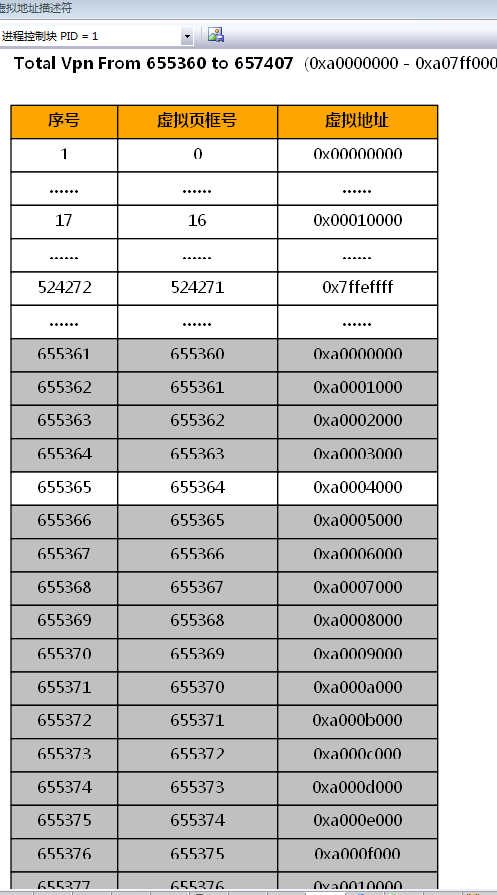 虚拟地址描述符
进程控制块 PID = 1
Total Vpn From 655360 to 657407 (0xa0000000 - 0xa07ff000
序号 虚拟页框号 虚拟地址
1 0 0x00000000
...... ...... ......
17 16 0x00010000
...... ...... ......
524272 524271 0x7ffeffff
...... ...... ......
655361 655360 0xa0000000
655362 655361 0xa0001000
655363 655362 0xa0002000
655364 655363 0xa0003000
655365 655364 0xa0004000
655366 655365 0xa0005000
655367 655366 0xa0006000
655368 655367 0xa0007000
655369 655368 0xa0008000
655370 655369 0xa0009000
655371 655370 0xa000a000
655372 655371 0xa000b000
655373 655372 0xa000c000
655374 655373 0xa000d000
655375 655374 0xa000e000
655376 655375 0xa000f000
655377 655376 0xa0010000